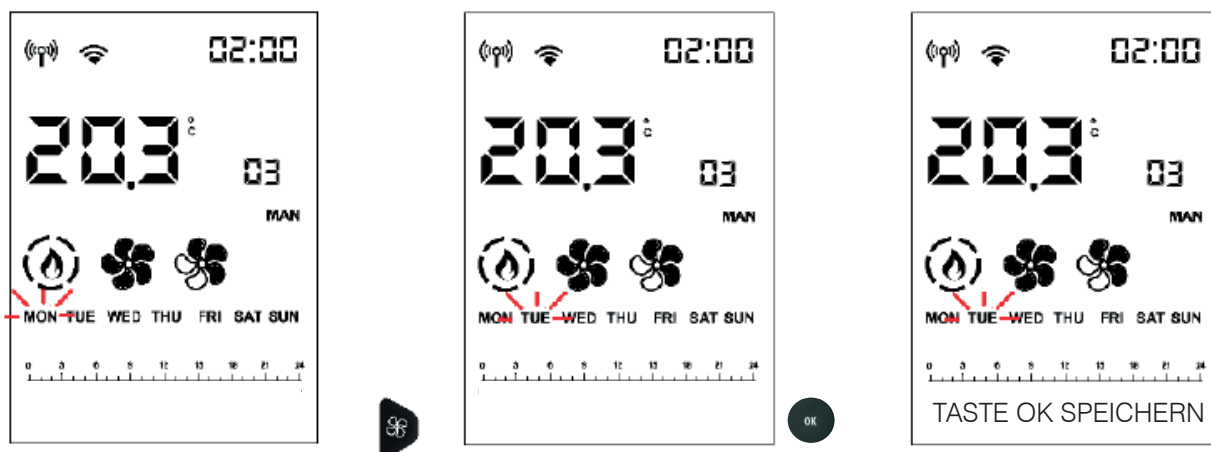 02:00
20.3 °C
03
MAN
MON TUE WED THU FRI SAT SUN
0 3 6 9 12 15 18 21 24
02:00
20.3 °C
03
MAN
MON TUE WED THU FRI SAT SUN
0 3 6 9 12 15 18 21 24
OK
02:00
20.3 °C
03
MAN
MON TUE WED THU FRI SAT SUN
0 3 6 9 12 15 18 21 24
TASTE OK SPEICHERN